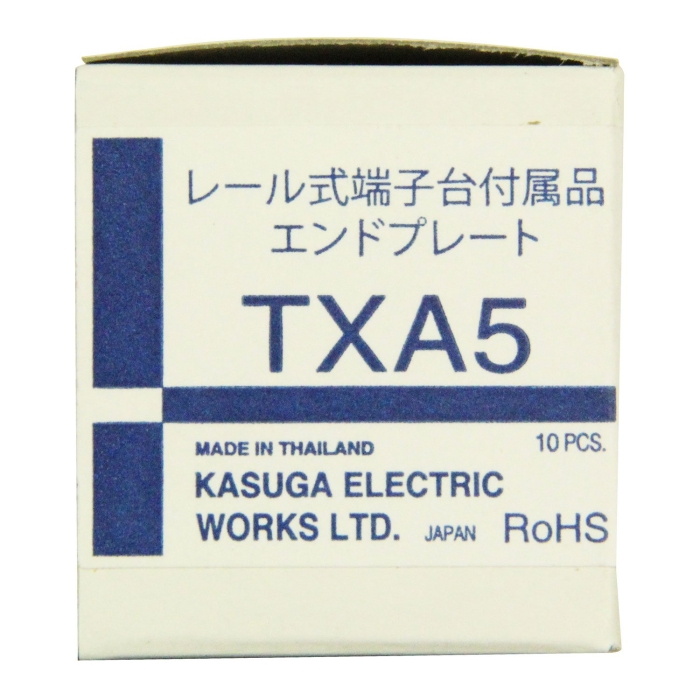 レール式端子台付属品
エンドプレート
TXA5
MADE IN THAILAND 10 PCS.
KASUGA ELECTRIC
WORKS LTD. JAPAN RoHS